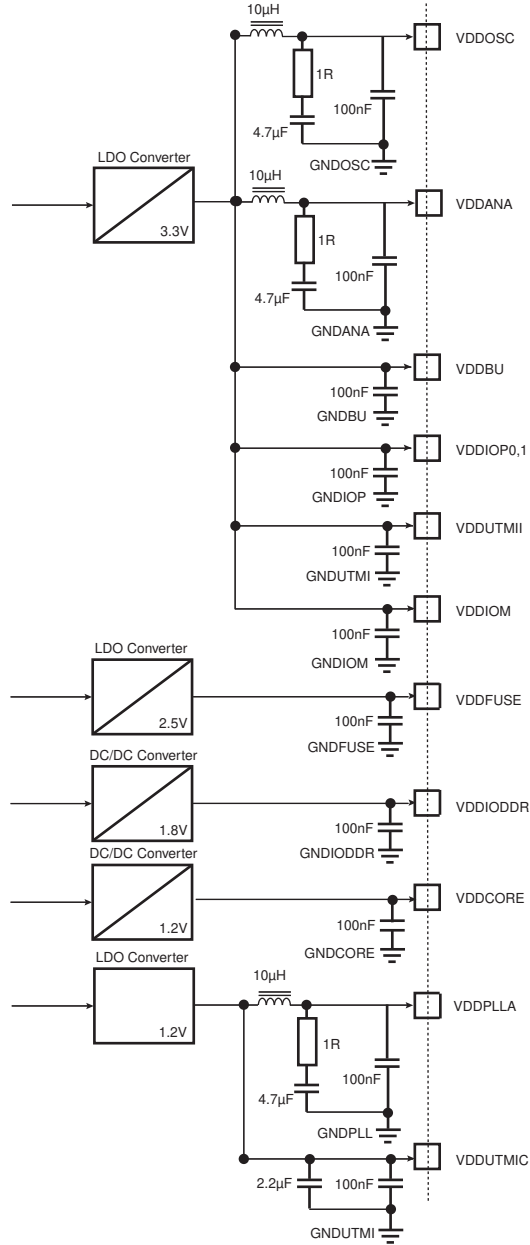 10µH
VDDOSC
1R
100nF
4.7µF
GNDOSC
LDO Converter
3.3V
10µH
VDDANA
1R
100nF
4.7µF
GNDANA
VDDBU
100nF
GNDBU
VDDIOP0,1
100nF
GNDIOP
VDDUTMII
100nF
GNDUTMI
VDDIOM
100nF
GNDIOM
LDO Converter
2.5V
VDDFUSE
100nF
GNDFUSE
DC/DC Converter
1.8V
VDDIODDR
100nF
GNDIODDR
DC/DC Converter
1.2V
VDDCORE
100nF
GNDCORE
LDO Converter
1.2V
10µH
VDDPLLA
1R
100nF
4.7µF
GNDPLL
VDDUTMIC
2.2µF
100nF
GNDUTMI